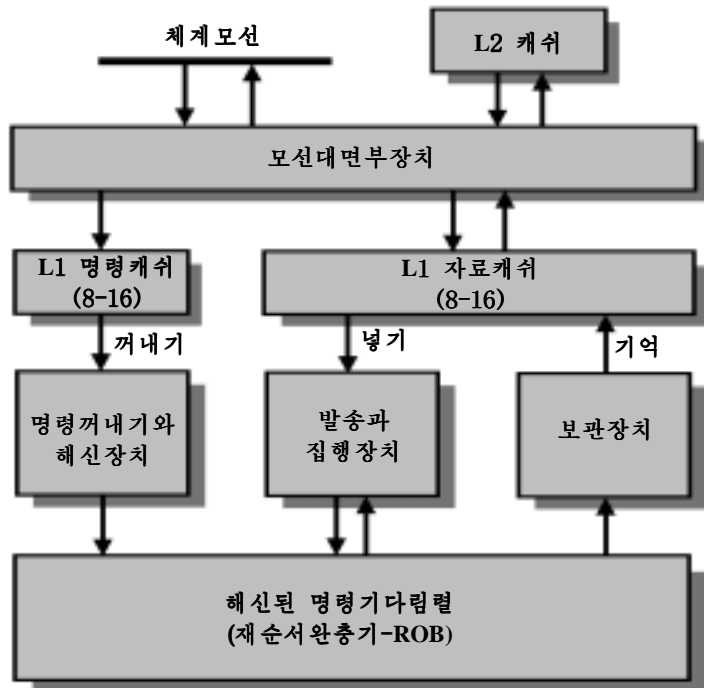 체계모선
L2 캐쉬
모선대면부장치
L1 명령캐쉬
(8-16)
L1 자료캐쉬
(8-16)
꺼내기
넣기
기억
명령꺼내기와
해신장치
발송과
집행장치
보관장치
해신된 명령기다림렬
(재순서완충기-ROB)